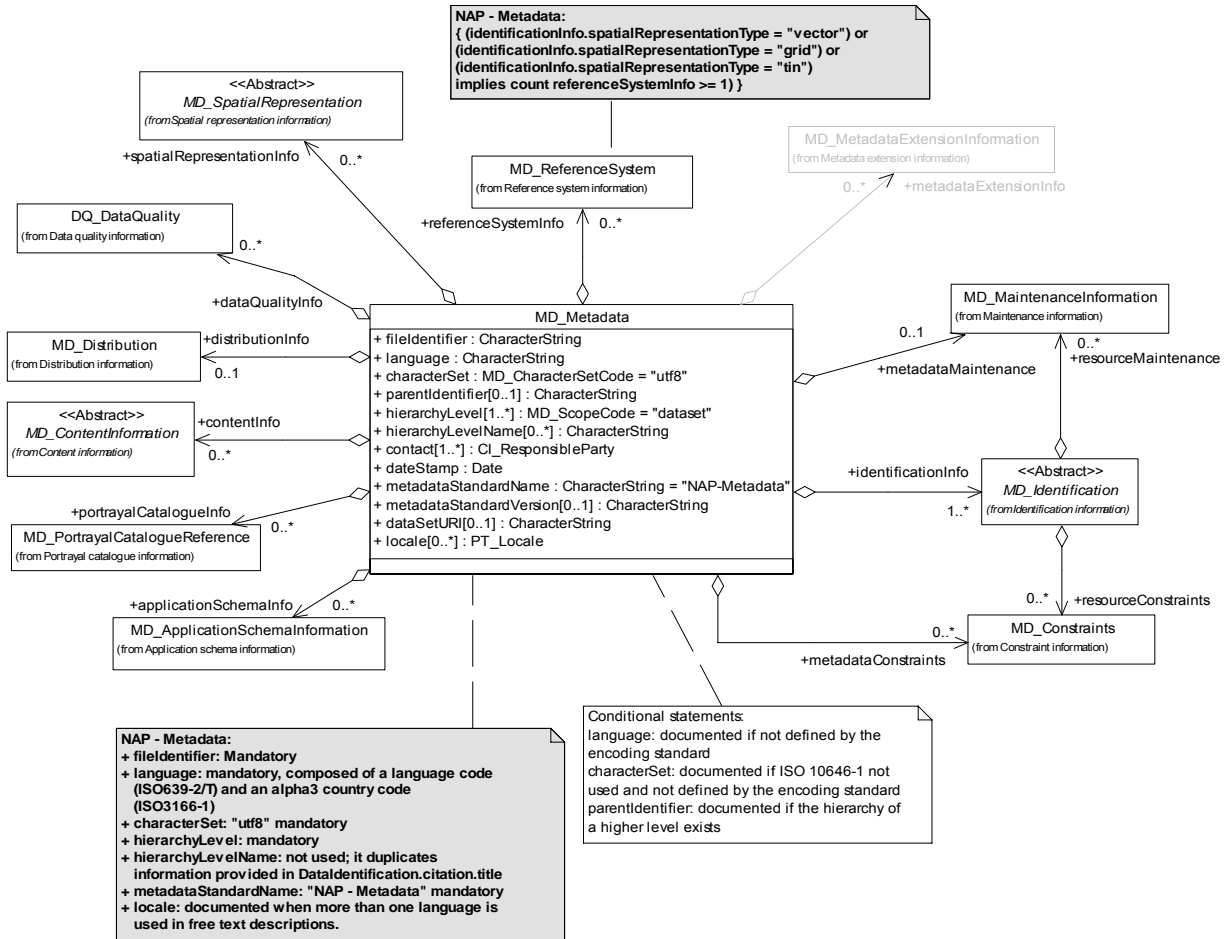 NAP - Metadata:
{ (identificationInfo.spatialRepresentationType = "vector") or
(identificationInfo.spatialRepresentationType = "grid") or
(identificationInfo.spatialRepresentationType = "tin")
implies count referenceSystemInfo >= 1) }
<<Abstract>>
MD_SpatialRepresentation
(from Spatial representation information)
+spatialRepresentationInfo
0..*
MD_ReferenceSystem
(from Reference system information)
+referenceSystemInfo
0..*
MD_MetadataExtensionInformation
(from Metadata extension information)
0..*
+metadataExtensionInfo
DQ_DataQuality
(from Data quality information)
0..*
+dataQualityInfo
MD_Distribution
(from Distribution information)
+distributionInfo
0..1
<<Abstract>>
MD_ContentInformation
(from Content information)
+contentInfo
0..*
+portrayalCatalogueInfo
0..*
MD_PortrayalCatalogueReference
(from Portrayal catalogue information)
+applicationSchemaInfo
0..*
MD_ApplicationSchemaInformation
(from Application schema information)
MD_Metadata
+ fileIdentifier : CharacterString
+ language : CharacterString
+ characterSet : MD_CharacterSetCode = "utf8"
+ parentIdentifier[0..1] : CharacterString
+ hierarchyLevel[1..*] : MD_ScopeCode = "dataset"
+ hierarchyLevelName[0..*] : CharacterString
+ contact[1..*] : CI_ResponsibleParty
+ dateStamp : Date
+ metadataStandardName : CharacterString = "NAP-Metadata"
+ metadataStandardVersion[0..1] : CharacterString
+ dataSetURI[0..1] : CharacterString
+ locale[0..*] : PT_Locale
MD_MaintenanceInformation
(from Maintenance information)
0..1
+metadataMaintenance
0..*
+resourceMaintenance
+identificationInfo
1..*
<<Abstract>>
MD_Identification
(from Identification information)
0..*
+resourceConstraints
MD_Constraints
(from Constraint information)
0..*
+metadataConstraints
Conditional statements:
language: documented if not defined by the
encoding standard
characterSet: documented if ISO 10646-1 not
used and not defined by the encoding standard
parentIdentifier: documented if the hierarchy of
a higher level exists
NAP - Metadata:
+ fileIdentifier: Mandatory
+ language: mandatory, composed of a language code
(ISO639-2/T) and an alpha3 country code
(ISO3166-1)
+ characterSet: "utf8" mandatory
+ hierarchyLevel: mandatory
+ hierarchyLevelName: not used; it duplicates
information provided in DataIdentification.citation.title
+ metadataStandardName: "NAP - Metadata" mandatory
+ locale: documented when more than one language is
used in free text descriptions.